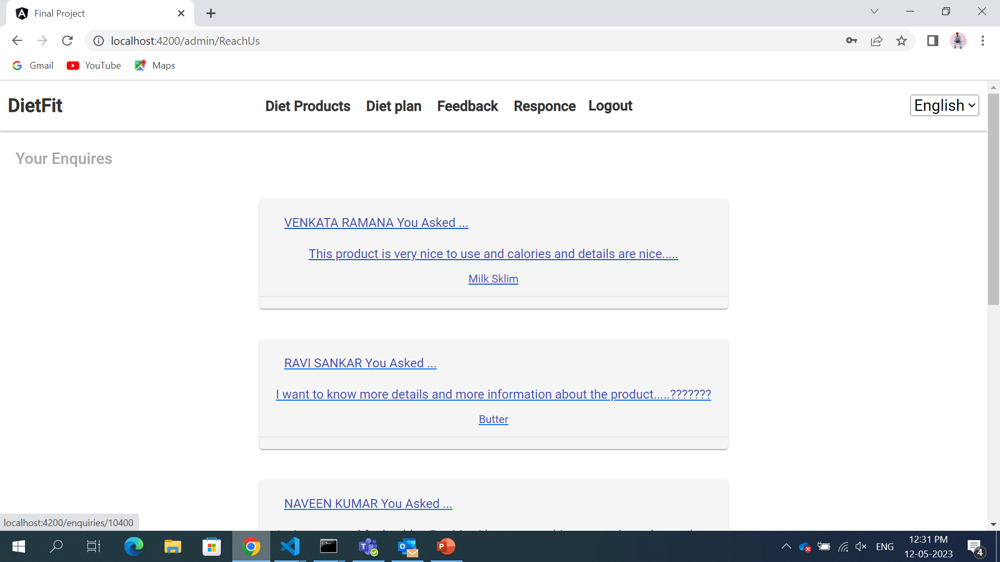 Final Project
localhost:4200/admin/ReachUs
Gmail YouTube Maps
DietFit Diet Products Diet plan Feedback Responce Logout English
Your Enquires
VENKATA RAMANA You Asked ...
This product is very nice to use and calories and details are nice.....
Milk Sklim
RAVI SANKAR You Asked ...
I want to know more details and more information about the product.....???????
Butter
NAVEEN KUMAR You Asked ...
localhost:4200/enquiries/10400
ENG
12:31 PM
12-05-2023
4